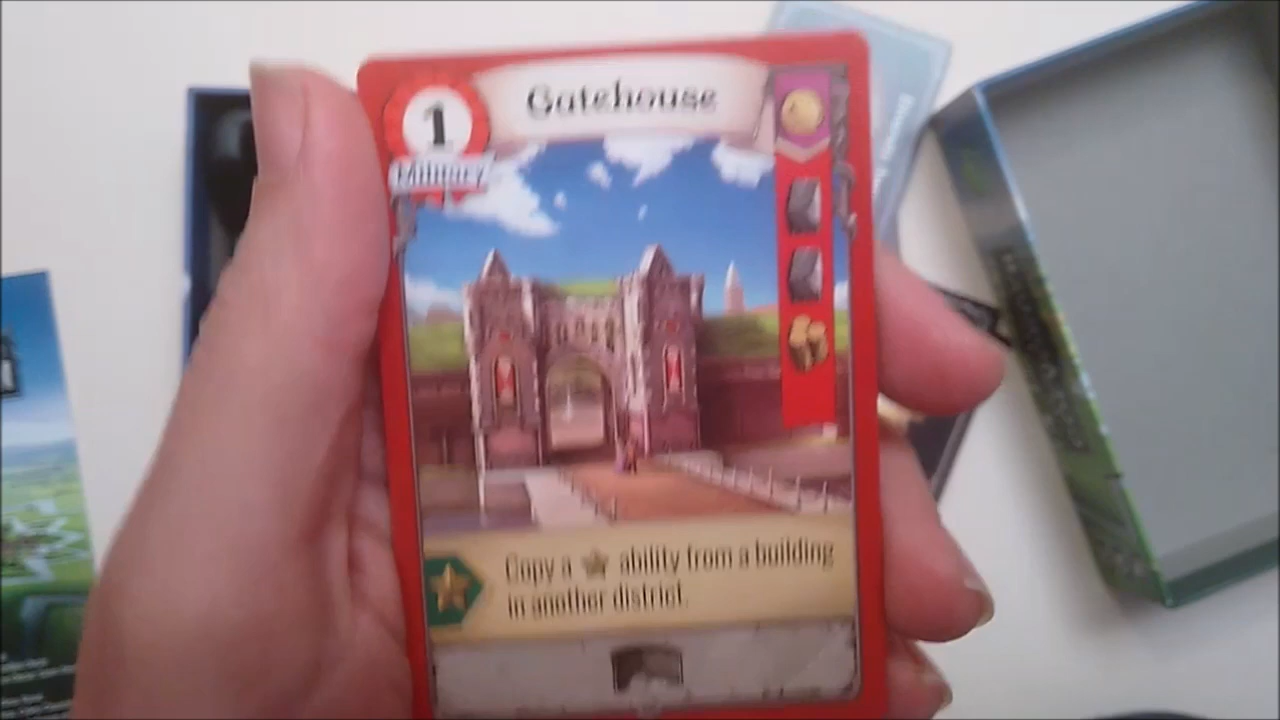 1
Gatehouse
Military
Copy a ability from a building
in another district.